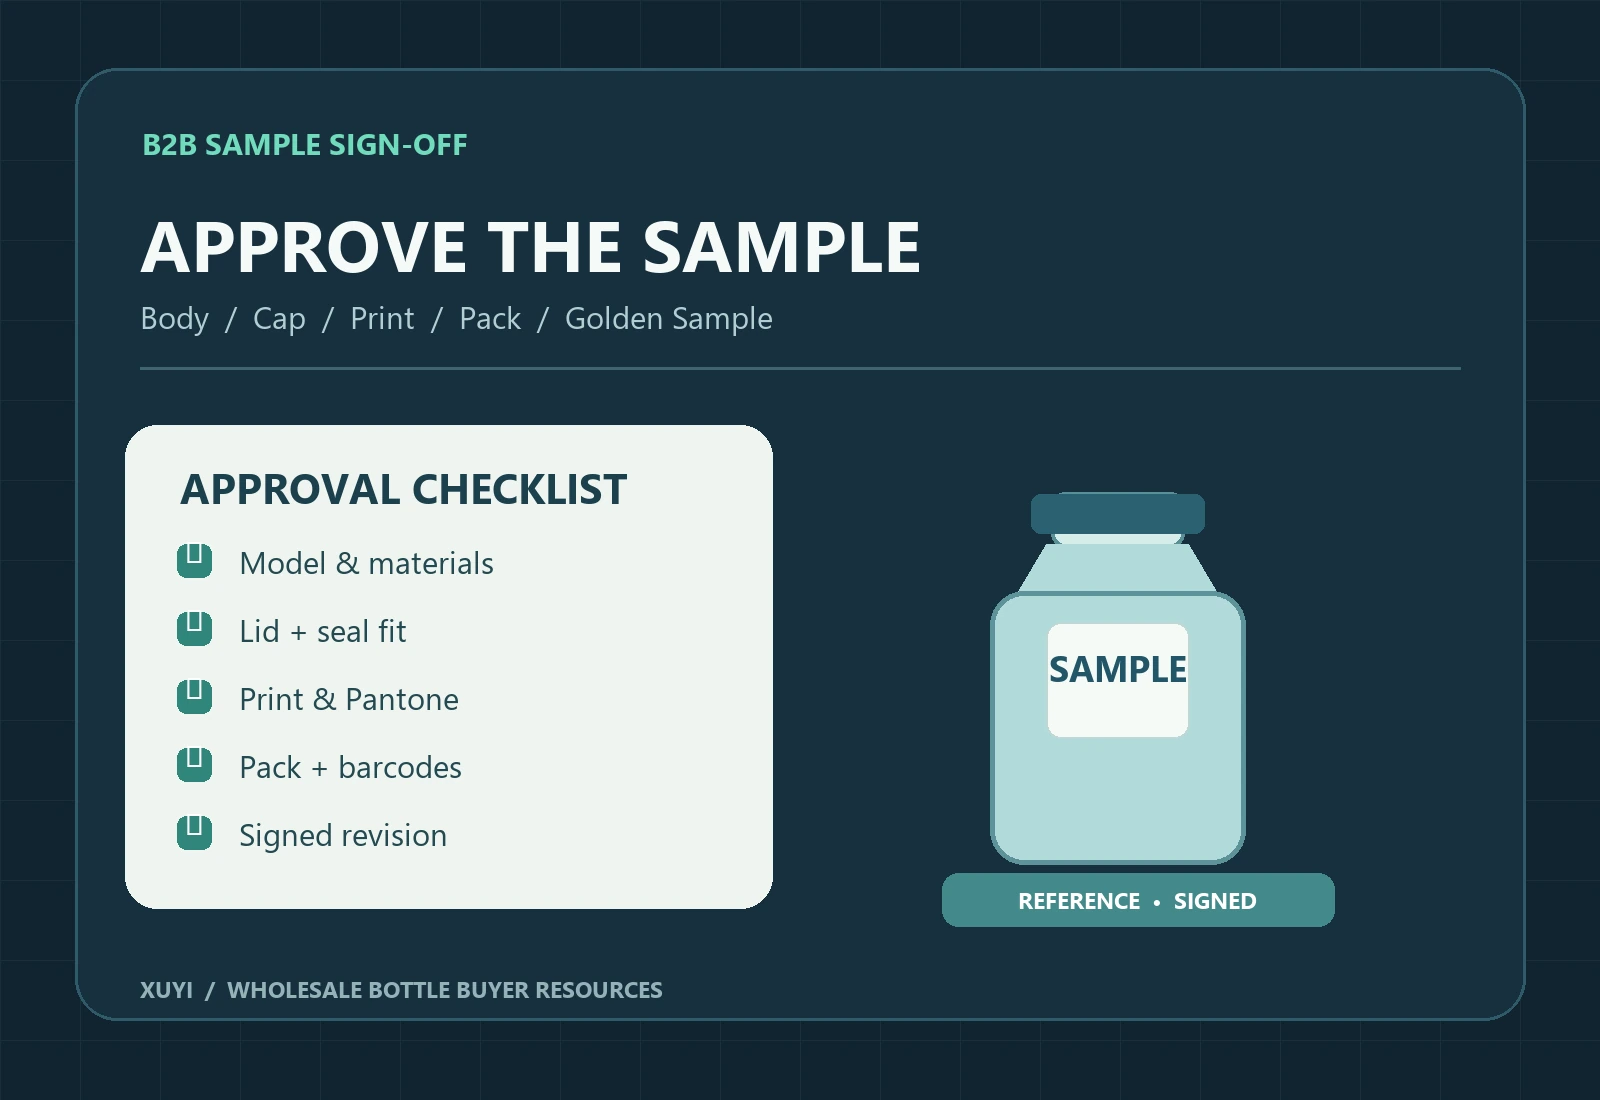 B2B SAMPLE SIGN-OFF
APPROVE THE SAMPLE
Body / Cap / Print / Pack / Golden Sample
APPROVAL CHECKLIST
Model & materials
Lid + seal fit
Print & Pantone
Pack + barcodes
Signed revision
SAMPLE
REFERENCE • SIGNED
XUYI / WHOLESALE BOTTLE BUYER RESOURCES